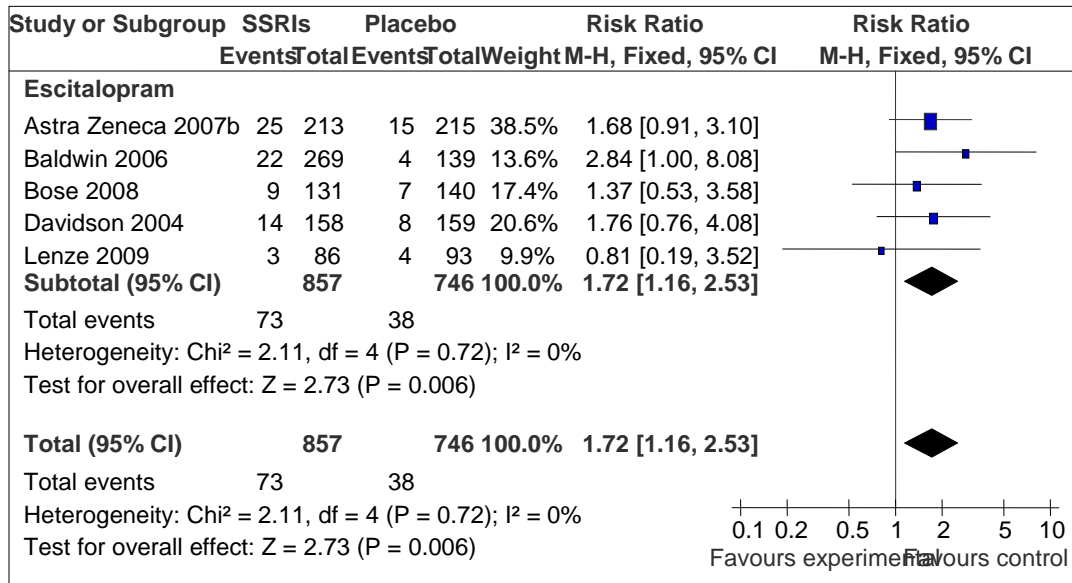 Study or Subgroup SSRIs Placebo Risk Ratio Risk Ratio
Events Total Events Total Weight M-H, Fixed, 95% CI M-H, Fixed, 95% CI
Escitalopram
Astra Zeneca 2007b 25 213 15 215 38.5% 1.68 [0.91, 3.10]
Baldwin 2006 22 269 4 139 13.6% 2.84 [1.00, 8.08]
Bose 2008 9 131 7 140 17.4% 1.37 [0.53, 3.58]
Davidson 2004 14 158 8 159 20.6% 1.76 [0.76, 4.08]
Lenze 2009 3 86 4 93 9.9% 0.81 [0.19, 3.52]
Subtotal (95% CI) 857 746 100.0% 1.72 [1.16, 2.53]
Total events 73 38
Heterogeneity: Chi² = 2.11, df = 4 (P = 0.72); I² = 0%
Test for overall effect: Z = 2.73 (P = 0.006)
Total (95% CI) 857 746 100.0% 1.72 [1.16, 2.53]
Total events 73 38
Heterogeneity: Chi² = 2.11, df = 4 (P = 0.72); I² = 0%
Test for overall effect: Z = 2.73 (P = 0.006)
0.1 0.2 0.5 1 2 5 10
Favours experimental Favours control